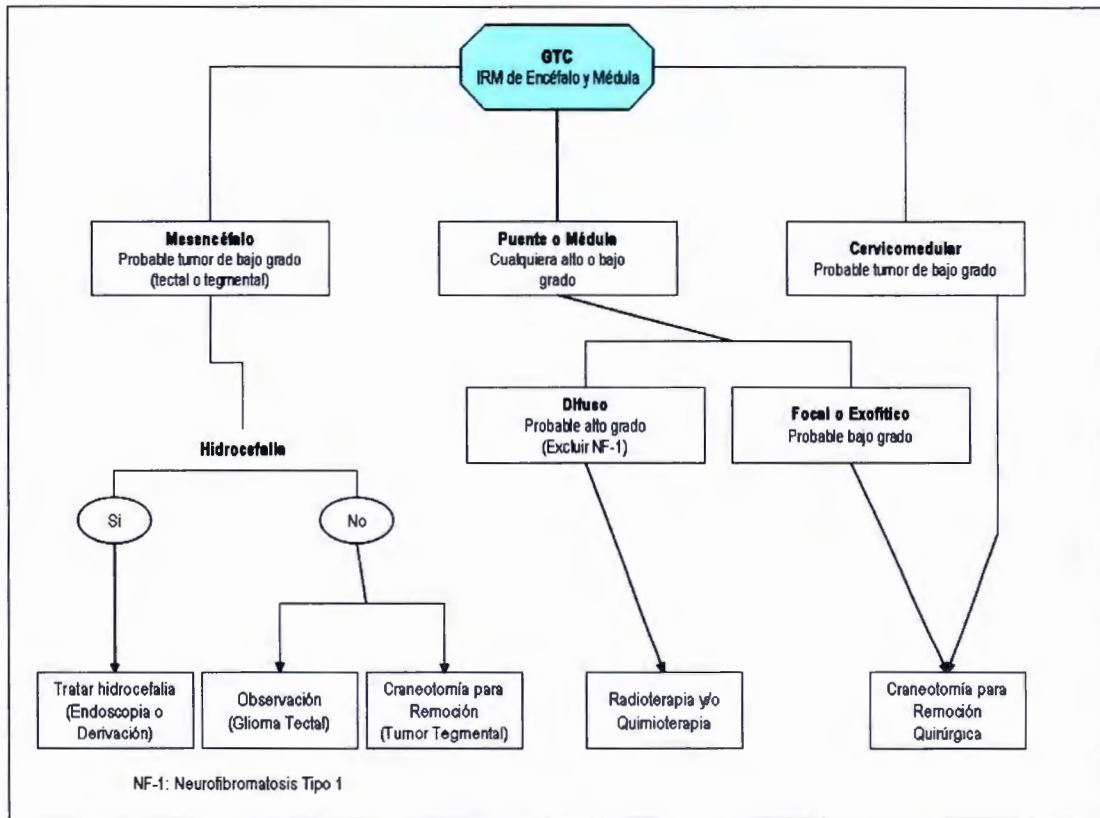 GTC
IRM de Encéfalo y Médula
Mesencéfalo
Probable tumor de bajo grado
(tectal o tegmental)
Puente o Médula
Cualquiera alto o bajo
grado
Cervicomedular
Probable tumor de bajo grado
Difuso
Probable alto grado
(Excluir NF-1)
Focal o Exofítico
Probable bajo grado
Hidrocefalia
Si
No
Tratar hidrocefalia
(Endoscopia o
Derivación)
Observación
(Glioma Tectal)
Craneotomía para
Remoción
(Tumor Tegmental)
Radioterapia y/o
Quimioterapia
Craneotomía para
Remoción
Quirúrgica
NF-1: Neurofibromatosis Tipo 1